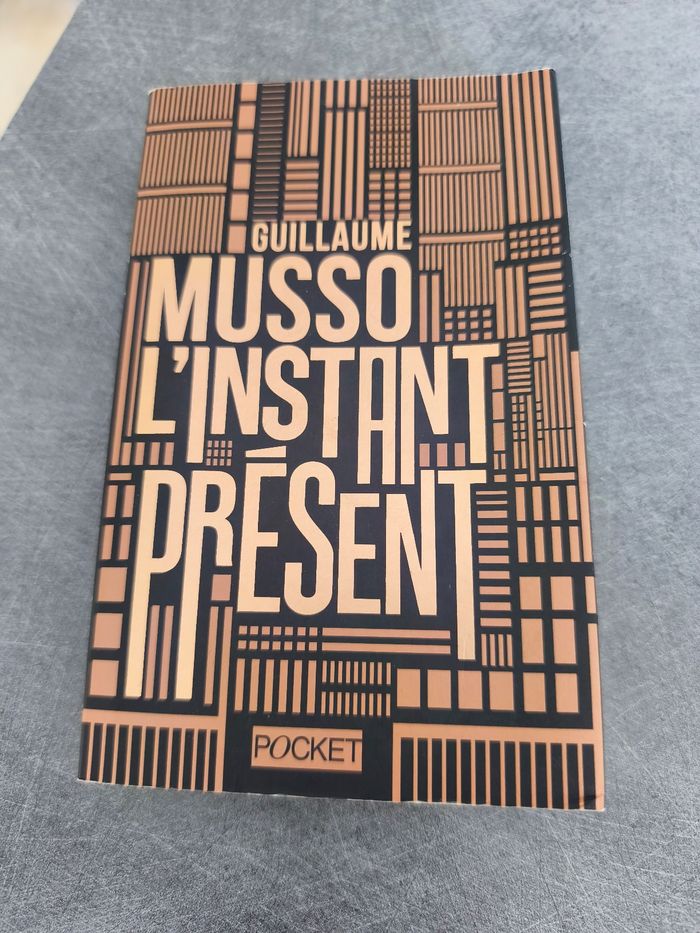 GUILLAUME
MUSSO
L'INSTANT
PRÉSENT
POCKET